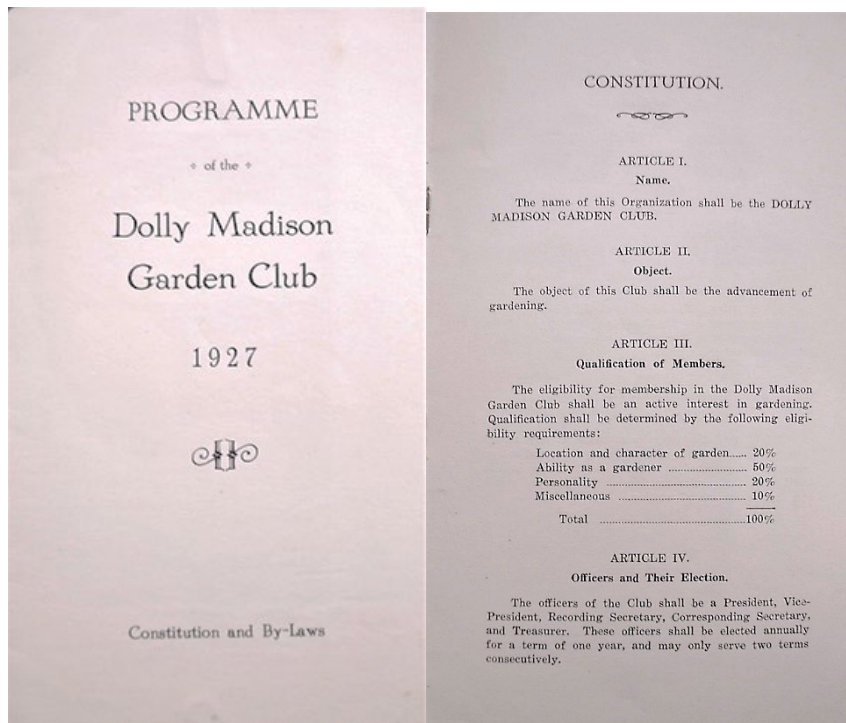 PROGRAMME
of the
Dolly Madison
Garden Club
1927
Constitution and By-Laws
CONSTITUTION.
ARTICLE I.
Name.
The name of this Organization shall be the DOLLY
MADISON GARDEN CLUB.
ARTICLE II.
Object.
The object of this Club shall be the advancement of
gardening.
ARTICLE III.
Qualification of Members.
The eligibility for membership in the Dolly Madison
Garden Club shall be an active interest in gardening.
Qualification shall be determined by the following eligi-
bility requirements:
Location and character of garden...... 20%
Ability as a gardener .......................... 50%
Personality .............................................. 20%
Miscellaneous .......................................... 10%
Total ................................................100%
ARTICLE IV.
Officers and Their Election.
The officers of the Club shall be a President, Vice-
President, Recording Secretary, Corresponding Secretary,
and Treasurer. These officers shall be elected annually
for a term of one year, and may only serve two terms
consecutively.